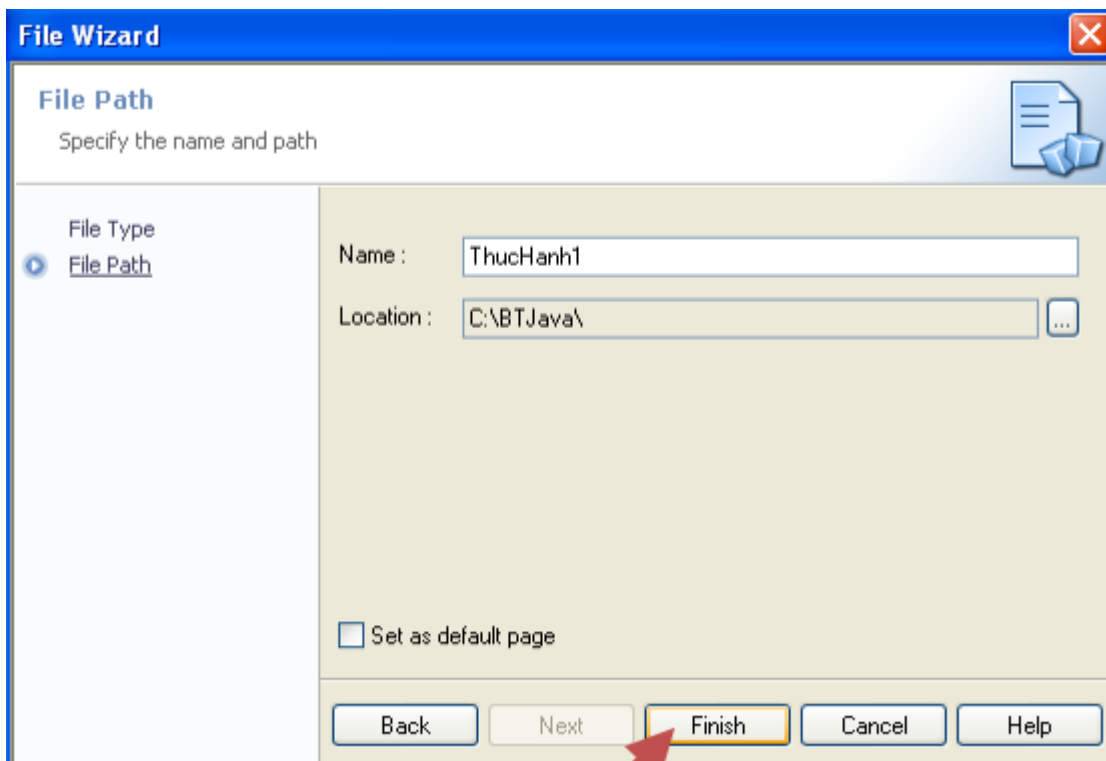 File Wizard
File Path
Specify the name and path
File Type
File Path
Name :
ThucHanh1
Location :
C:\BTJava\
...
Set as default page
Back
Next
Finish
Cancel
Help